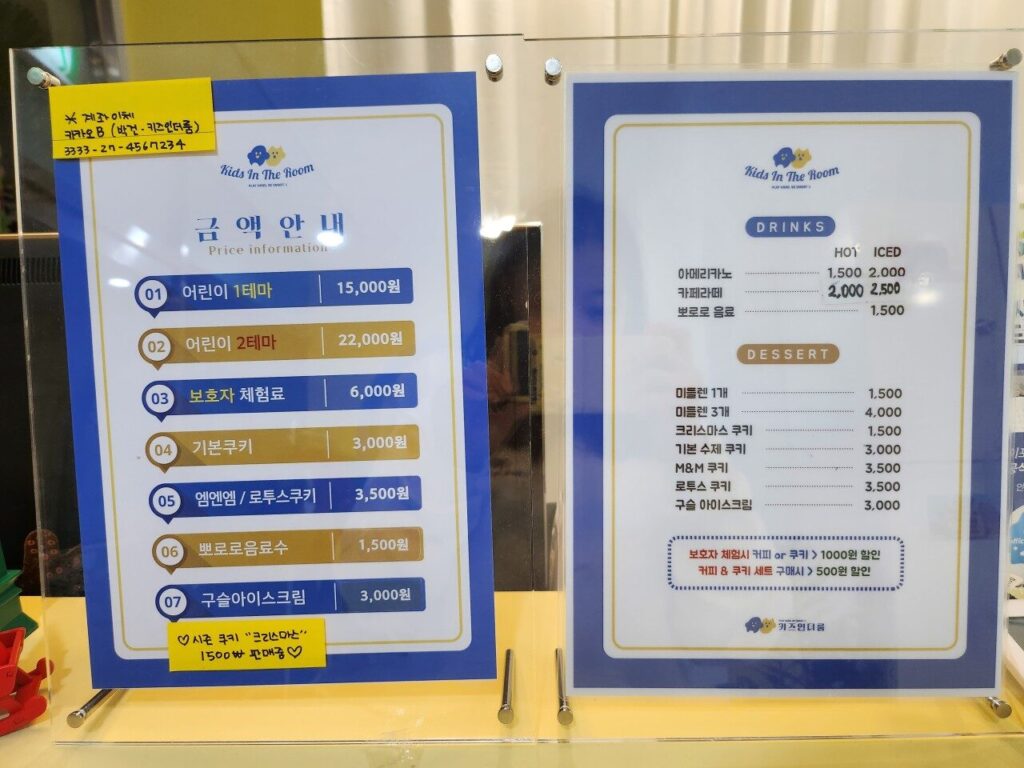 ※ 계좌이체
카카오B (박건-키즈인더룸)
3333-27-4567234
Kids In The Room
금액안내
Price information
01 어린이 1테마 15,000원
02 어린이 2테마 22,000원
03 보호자 체험료 6,000원
04 기본쿠키 3,000원
05 엠엔엠 / 로투스쿠키 3,500원
06 뽀로로음료수 1,500원
07 구슬아이스크림 3,000원
♡시즌 쿠키 "크리스마스"
1500₩ 판매중♡
Kids In The Room
DRINKS
HOT ICED
아메리카노 1,500 2,000
카페라떼 2,000 2,500
뽀로로 음료 1,500
DESSERT
미플렌 1개 1,500
미플렌 3개 4,000
크리스마스 쿠키 1,500
기본 수제 쿠키 3,000
M&M 쿠키 3,500
로투스 쿠키 3,500
구슬 아이스크림 3,000
보호자 체험시 커피 or 쿠키 > 1000원 할인
커피 & 쿠키 세트 구매시 > 500원 할인
키즈인더룸